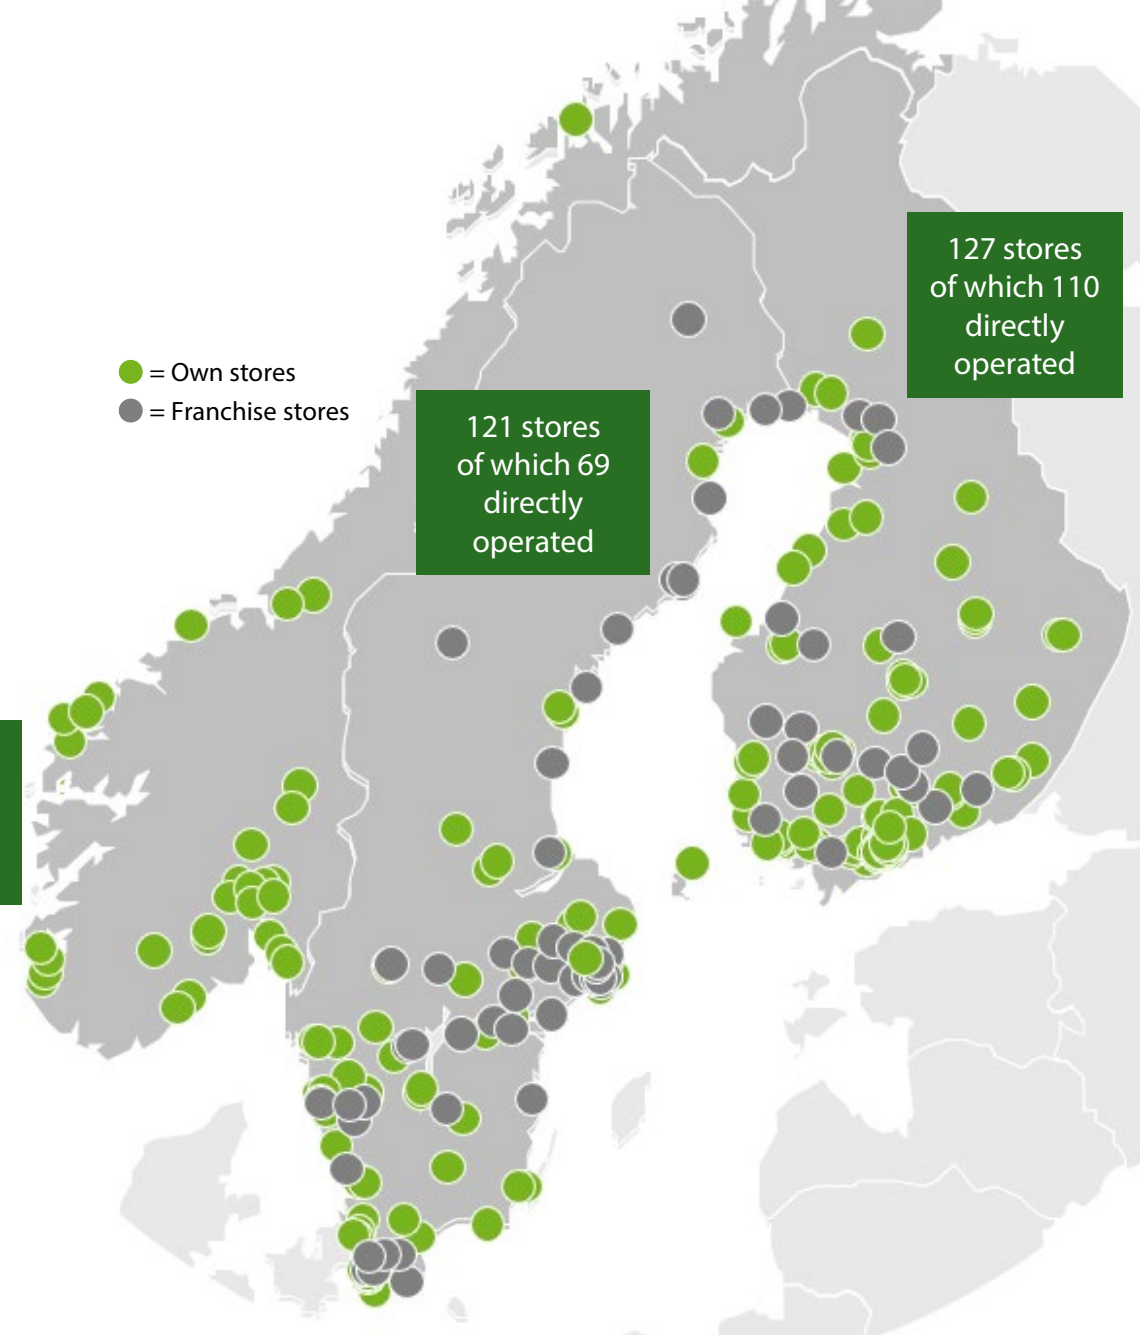 127 stores
of which 110
directly
operated
= Own stores
= Franchise stores
121 stores
of which 69
directly
operated